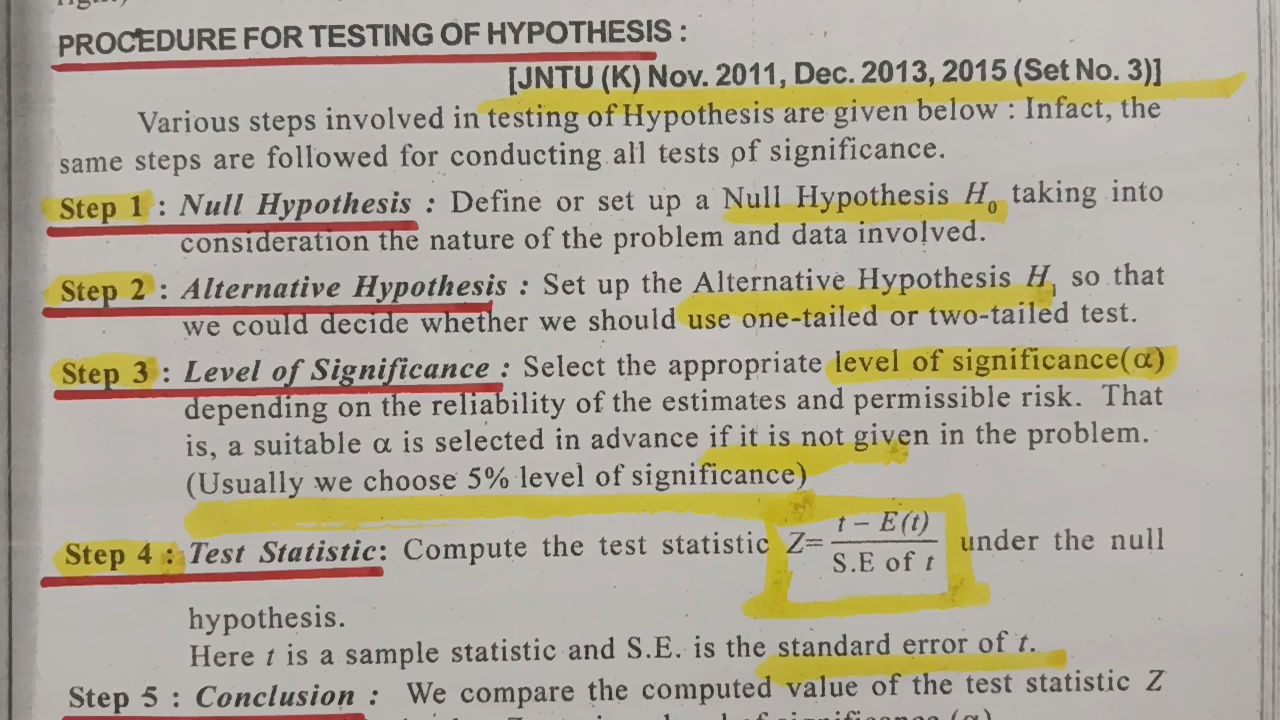 PROCEDURE FOR TESTING OF HYPOTHESIS :
[JNTU (K) Nov. 2011, Dec. 2013, 2015 (Set No. 3)]
Various steps involved in testing of Hypothesis are given below : Infact, the
same steps are followed for conducting all tests of significance.
Step 1 : Null Hypothesis : Define or set up a Null Hypothesis H₀ taking into
consideration the nature of the problem and data involved.
Step 2 : Alternative Hypothesis : Set up the Alternative Hypothesis H₁ so that
we could decide whether we should use one-tailed or two-tailed test.
Step 3 : Level of Significance : Select the appropriate level of significance(α)
depending on the reliability of the estimates and permissible risk. That
is, a suitable α is selected in advance if it is not given in the problem.
(Usually we choose 5% level of significance)
Step 4 : Test Statistic: Compute the test statistic Z= t – E(t) / S.E of t under the null
hypothesis.
Here t is a sample statistic and S.E. is the standard error of t.
Step 5 : Conclusion : We compare the computed value of the test statistic Z
level of significance (α)